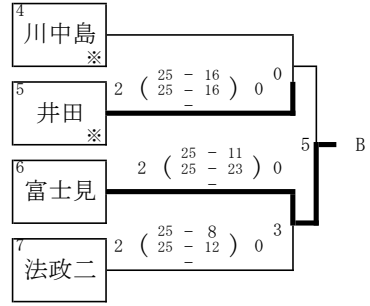 4
川中島
※
25 － 16
0
5
2 ( 25 － 16 ) 0
－
井田
※
5 B
6
25 － 11
2 ( 25 － 23 ) 0
－
富士見
3
7
25 － 8
2 ( 25 － 12 ) 0
－
法政二